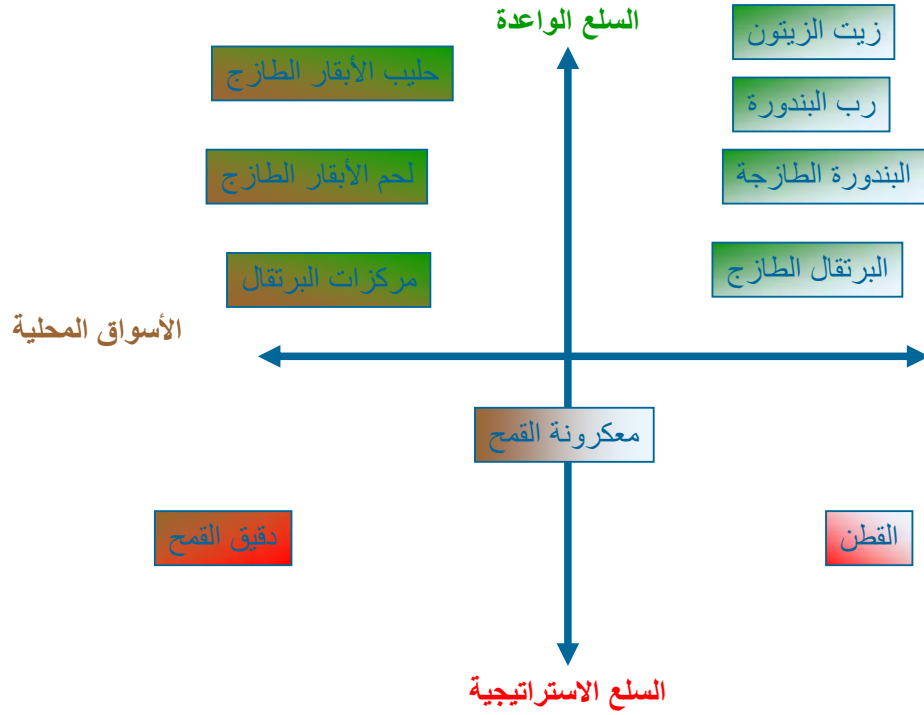 السلع الواعدة
زيت الزيتون
حليب الأبقار الطازج
رب البندورة
البندورة الطازجة
لحم الأبقار الطازج
البرتقال الطازج
مركزات البرتقال
الأسواق المحلية
معكرونة القمح
القطن
دقيق القمح
السلع الاستراتيجية